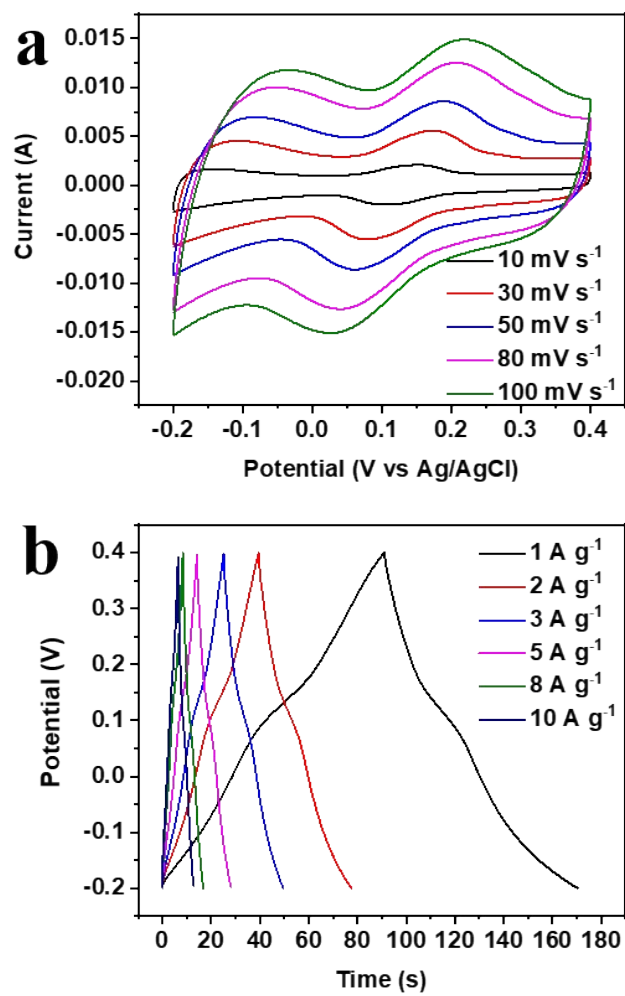 a
0.015
0.010
0.005
0.000
-0.005
-0.010
-0.015
-0.020
Current (A)
10 mV s⁻¹
30 mV s⁻¹
50 mV s⁻¹
80 mV s⁻¹
100 mV s⁻¹
-0.2 -0.1 0.0 0.1 0.2 0.3 0.4
Potential (V vs Ag/AgCl)
b
0.4
0.3
0.2
0.1
0.0
-0.1
-0.2
Potential (V)
1 A g⁻¹
2 A g⁻¹
3 A g⁻¹
5 A g⁻¹
8 A g⁻¹
10 A g⁻¹
0 20 40 60 80 100 120 140 160 180
Time (s)